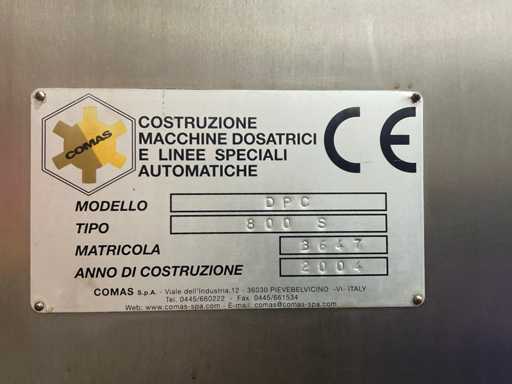 COMAS
COSTRUZIONE
MACCHINE DOSATRICI
E LINEE SPECIALI
AUTOMATICHE
CE
MODELLO DPC
TIPO 800 S
MATRICOLA 3647
ANNO DI COSTRUZIONE 2004
COMAS S.p.A. - Viale dell'Industria,12 - 36030 PIEVEBELVICINO -VI- ITALY
Tel. 0445/660222 - Fax 0445/661534
Web: www.comas-spa.com - E-mail: comas@comas-spa.com